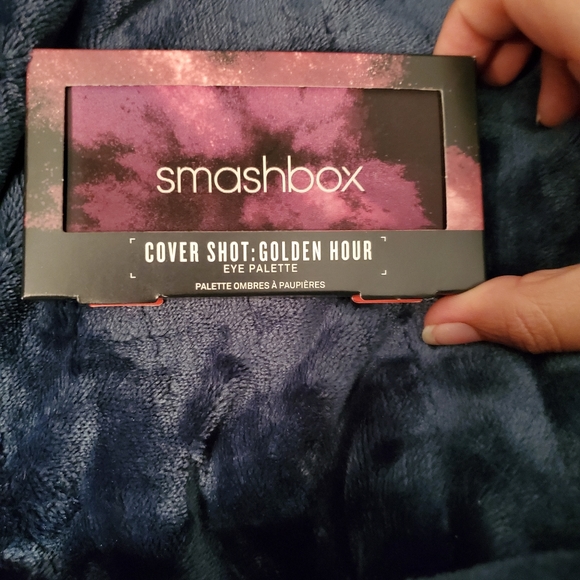 smashbox
COVER SHOT: GOLDEN HOUR
EYE PALETTE
PALETTE OMBRES À PAUPIÈRES